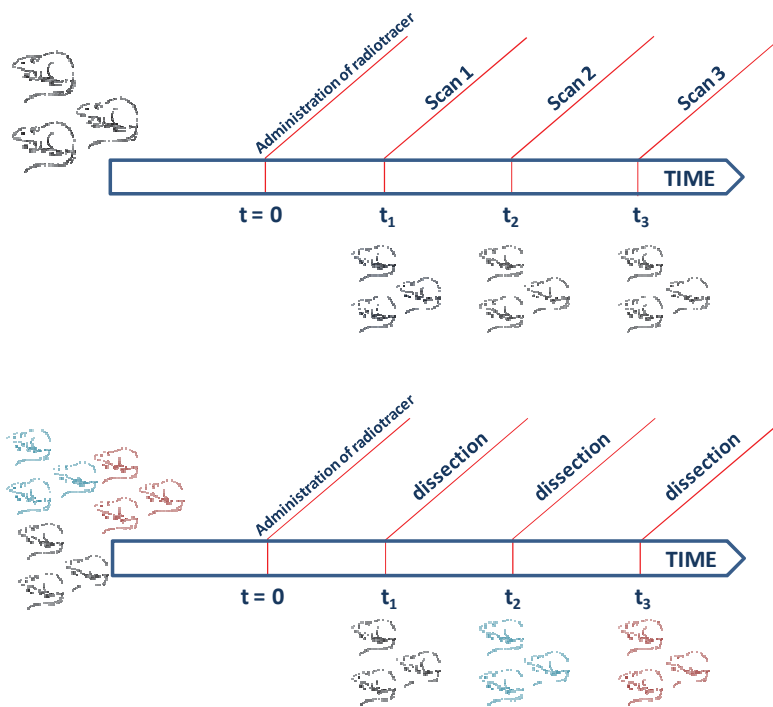 Administration of radiotracer
Scan 1
Scan 2
Scan 3
TIME
t = 0
t1
t2
t3
Administration of radiotracer
dissection
dissection
dissection
TIME
t = 0
t1
t2
t3